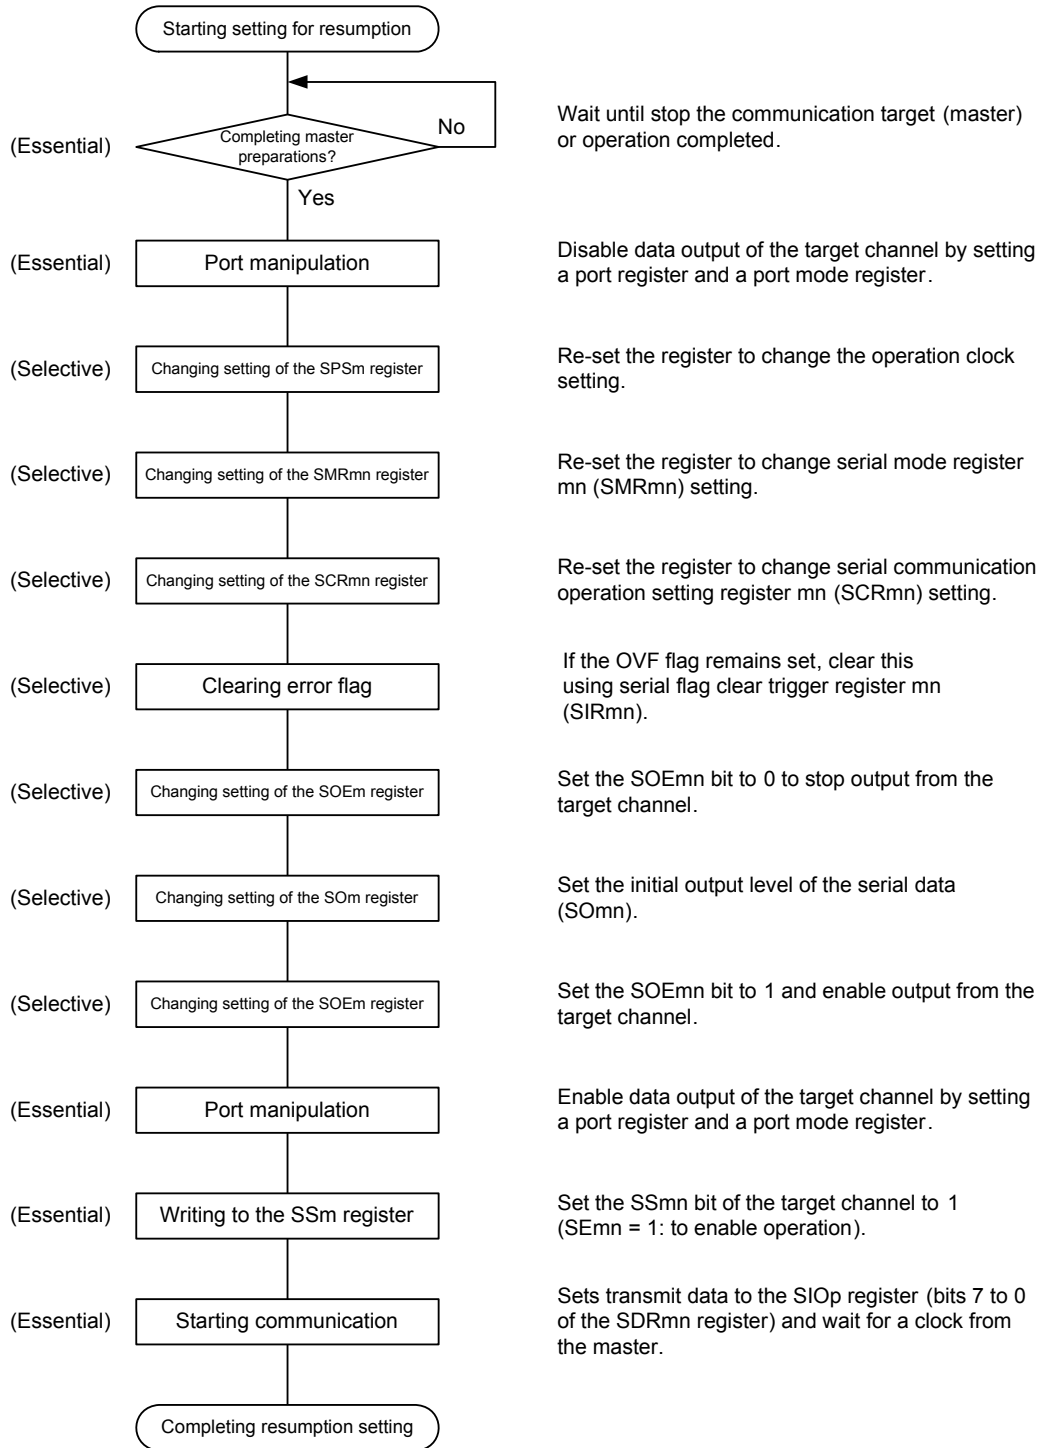 Starting setting for resumption
(Essential)
Completing master
preparations?
No
Wait until stop the communication target (master)
or operation completed.
Yes
(Essential)
Port manipulation
Disable data output of the target channel by setting
a port register and a port mode register.
(Selective)
Changing setting of the SPSm register
Re-set the register to change the operation clock
setting.
(Selective)
Changing setting of the SMRmn register
Re-set the register to change serial mode register
mn (SMRmn) setting.
(Selective)
Changing setting of the SCRmn register
Re-set the register to change serial communication
operation setting register mn (SCRmn) setting.
(Selective)
Clearing error flag
If the OVF flag remains set, clear this
using serial flag clear trigger register mn
(SIRmn).
(Selective)
Changing setting of the SOEm register
Set the SOEmn bit to 0 to stop output from the
target channel.
(Selective)
Changing setting of the SOm register
Set the initial output level of the serial data
(SOmn).
(Selective)
Changing setting of the SOEm register
Set the SOEmn bit to 1 and enable output from the
target channel.
(Essential)
Port manipulation
Enable data output of the target channel by setting
a port register and a port mode register.
(Essential)
Writing to the SSm register
Set the SSmn bit of the target channel to 1
(SEmn = 1: to enable operation).
(Essential)
Starting communication
Sets transmit data to the SIOp register (bits 7 to 0
of the SDRmn register) and wait for a clock from
the master.
Completing resumption setting